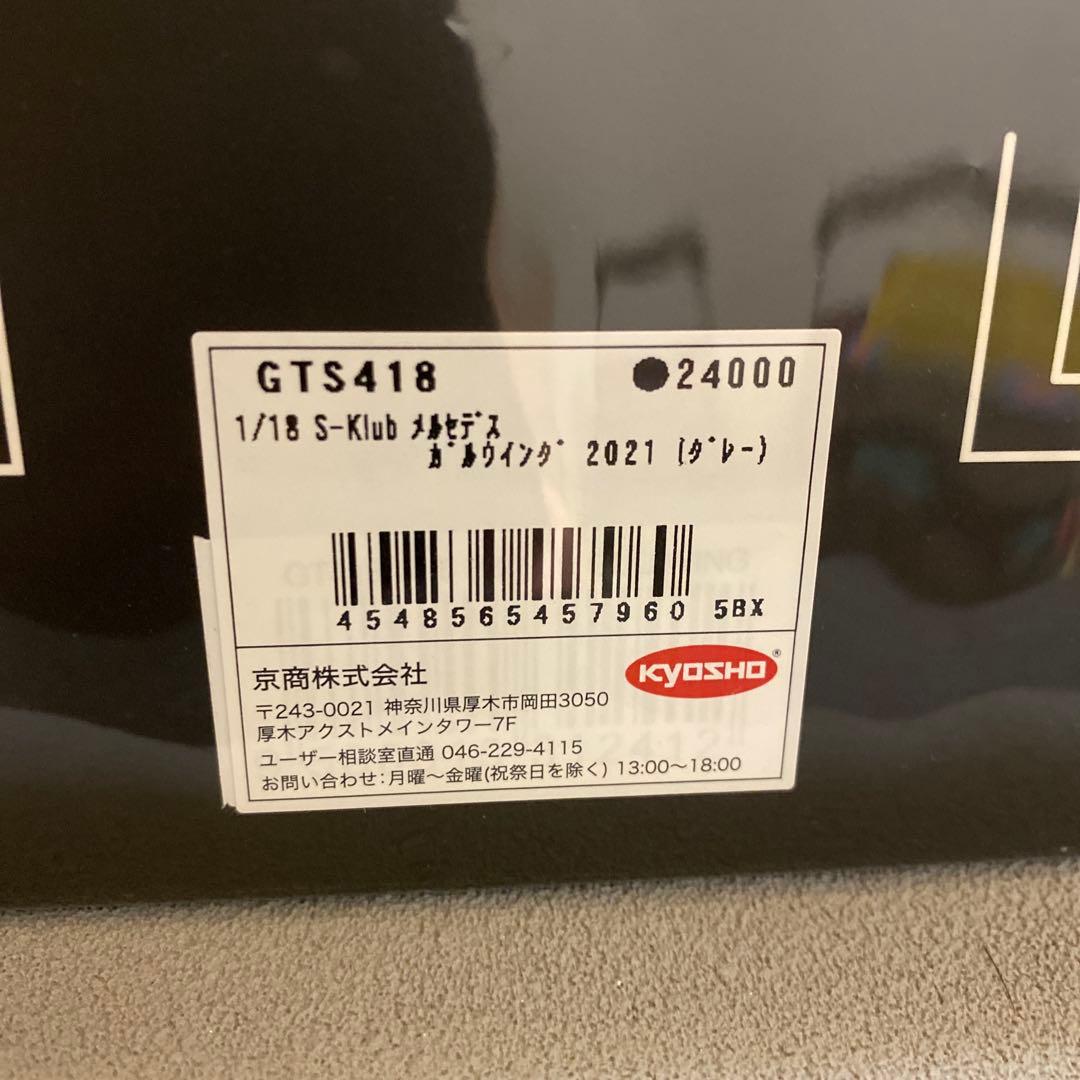 GTS418 ●24000
1/18 S-Klub ﾒﾙｾﾃﾞｽ
ｶﾞﾙｳインｸﾞ 2021 (ｸﾞﾚｰ)
4548565457960 5BX
京商株式会社
KYOSHO®
〒243-0021 神奈川県厚木市岡田3050
厚木アクストメインタワー7F
ユーザー相談室直通 046-229-4115
お問い合わせ:月曜〜金曜(祝祭日を除く) 13:00〜18:00